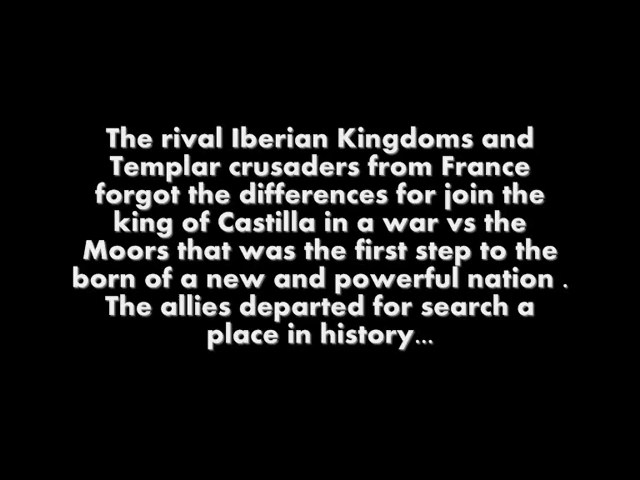 The rival Iberian Kingdoms and
Templar crusaders from France
forgot the differences for join the
king of Castilla in a war vs the
Moors that was the first step to the
born of a new and powerful nation .
The allies departed for search a
place in history...